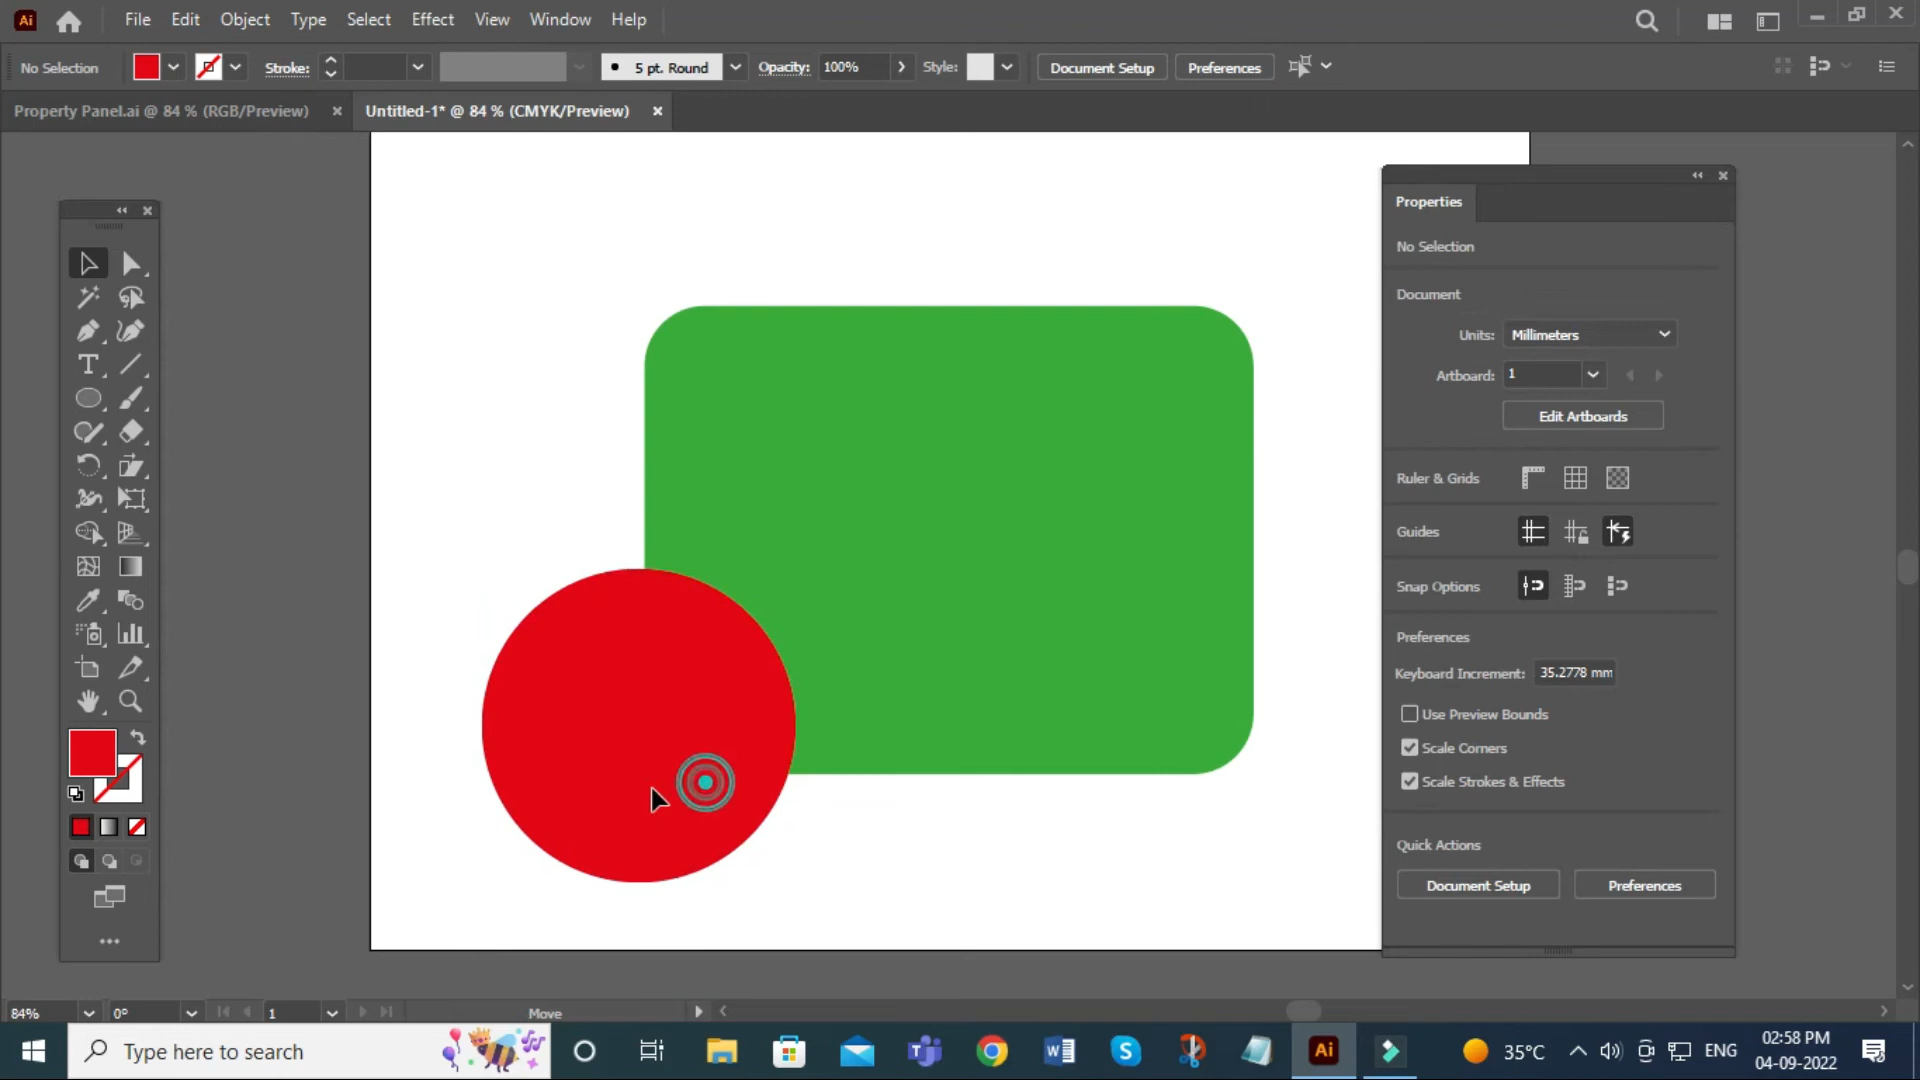 Ai File Edit Object Type Select Effect View Window Help
No Selection Stroke: 5 pt. Round Opacity: 100% Style: Document Setup Preferences
Property Panel.ai @ 84 % (RGB/Preview) Untitled-1* @ 84 % (CMYK/Preview)
Properties
No Selection
Document
Units: Millimeters
Artboard: 1
Edit Artboards
Ruler & Grids
Guides
Snap Options
Preferences
Keyboard Increment: 35.2778 mm
Use Preview Bounds
Scale Corners
Scale Strokes & Effects
Quick Actions
Document Setup Preferences
84% 0° 1 Move
Type here to search
Ai
35°C
ENG
02:58 PM
04-09-2022